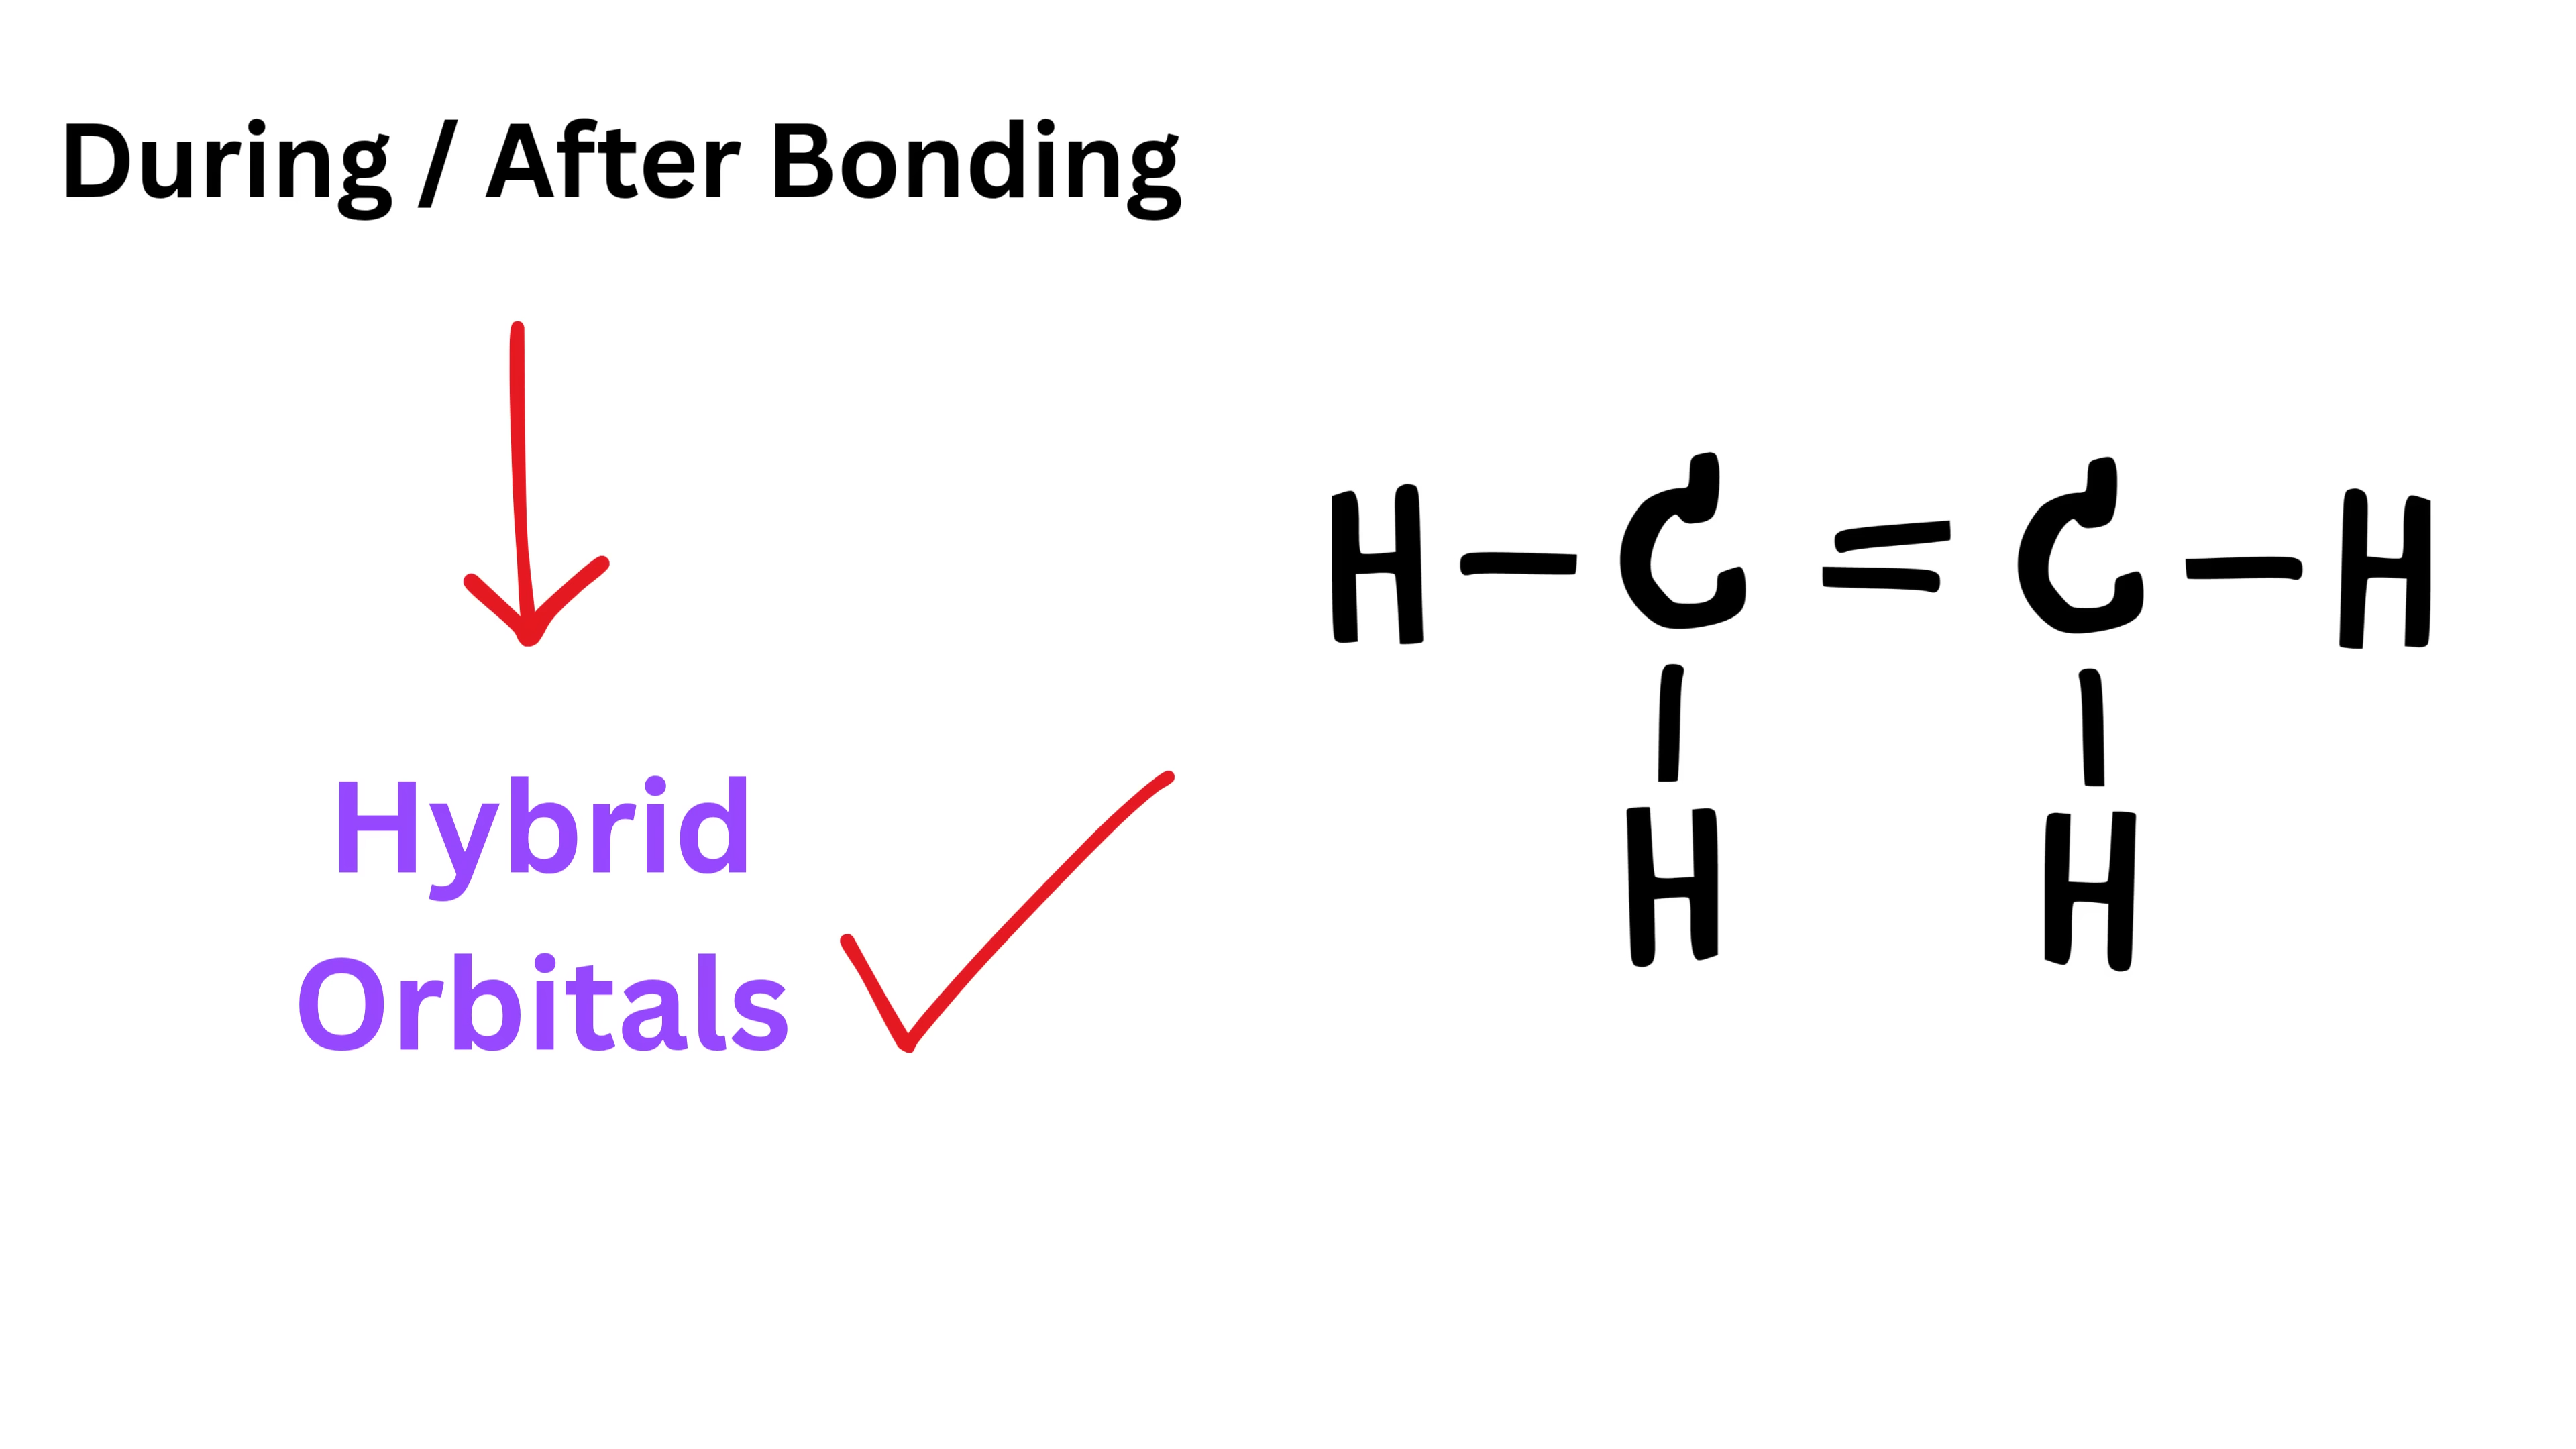 During / After Bonding
Hybrid
Orbitals
H – C = C – H
H H